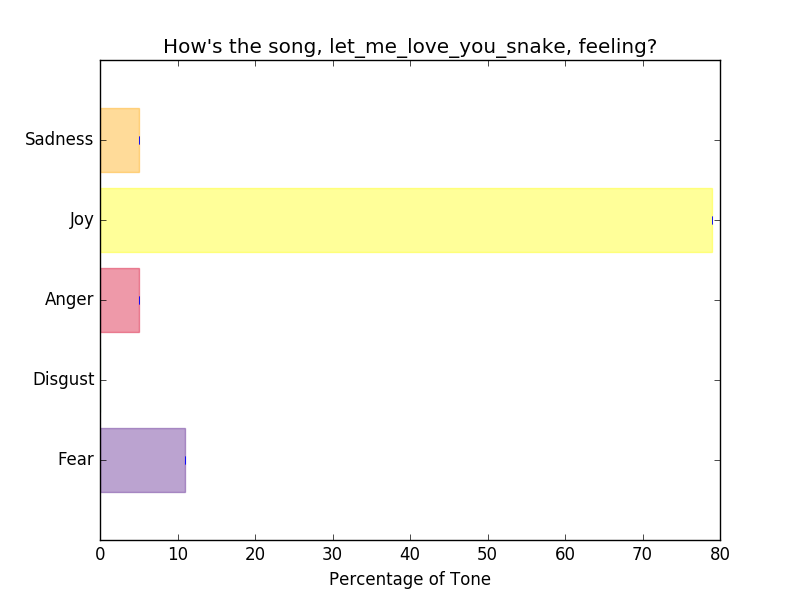 How's the song, let_me_love_you_snake, feeling?
Sadness
Joy
Anger
Disgust
Fear
0 10 20 30 40 50 60 70 80
Percentage of Tone